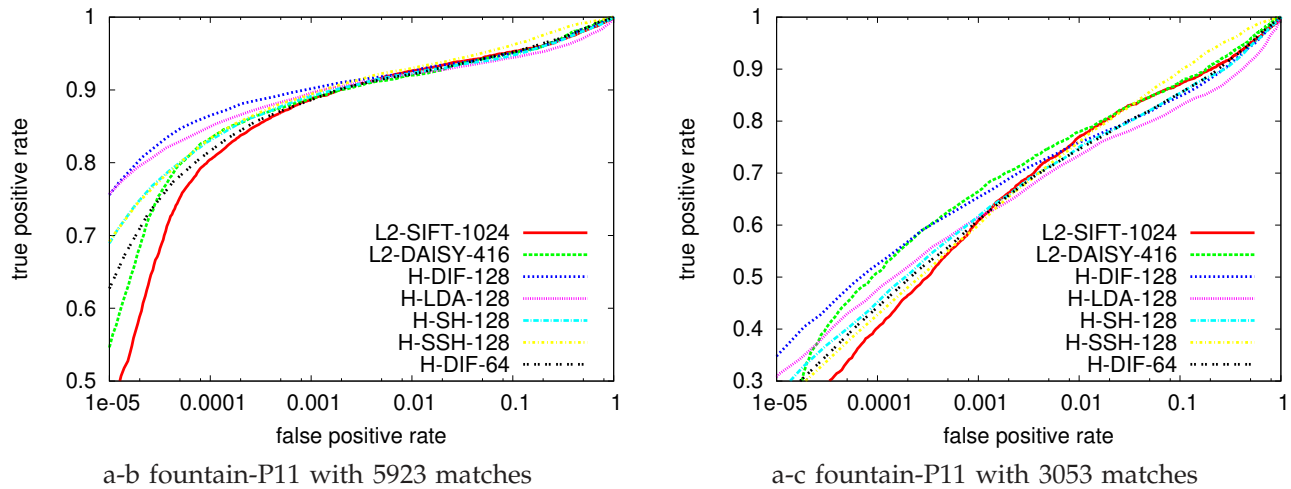 1
0.9
0.8
0.7
0.6
0.5
true positive rate
L2-SIFT-1024
L2-DAISY-416
H-DIF-128
H-LDA-128
H-SH-128
H-SSH-128
H-DIF-64
1e-05 0.0001 0.001 0.01 0.1 1
false positive rate
a-b fountain-P11 with 5923 matches
1
0.9
0.8
0.7
0.6
0.5
0.4
0.3
true positive rate
L2-SIFT-1024
L2-DAISY-416
H-DIF-128
H-LDA-128
H-SH-128
H-SSH-128
H-DIF-64
1e-05 0.0001 0.001 0.01 0.1 1
false positive rate
a-c fountain-P11 with 3053 matches